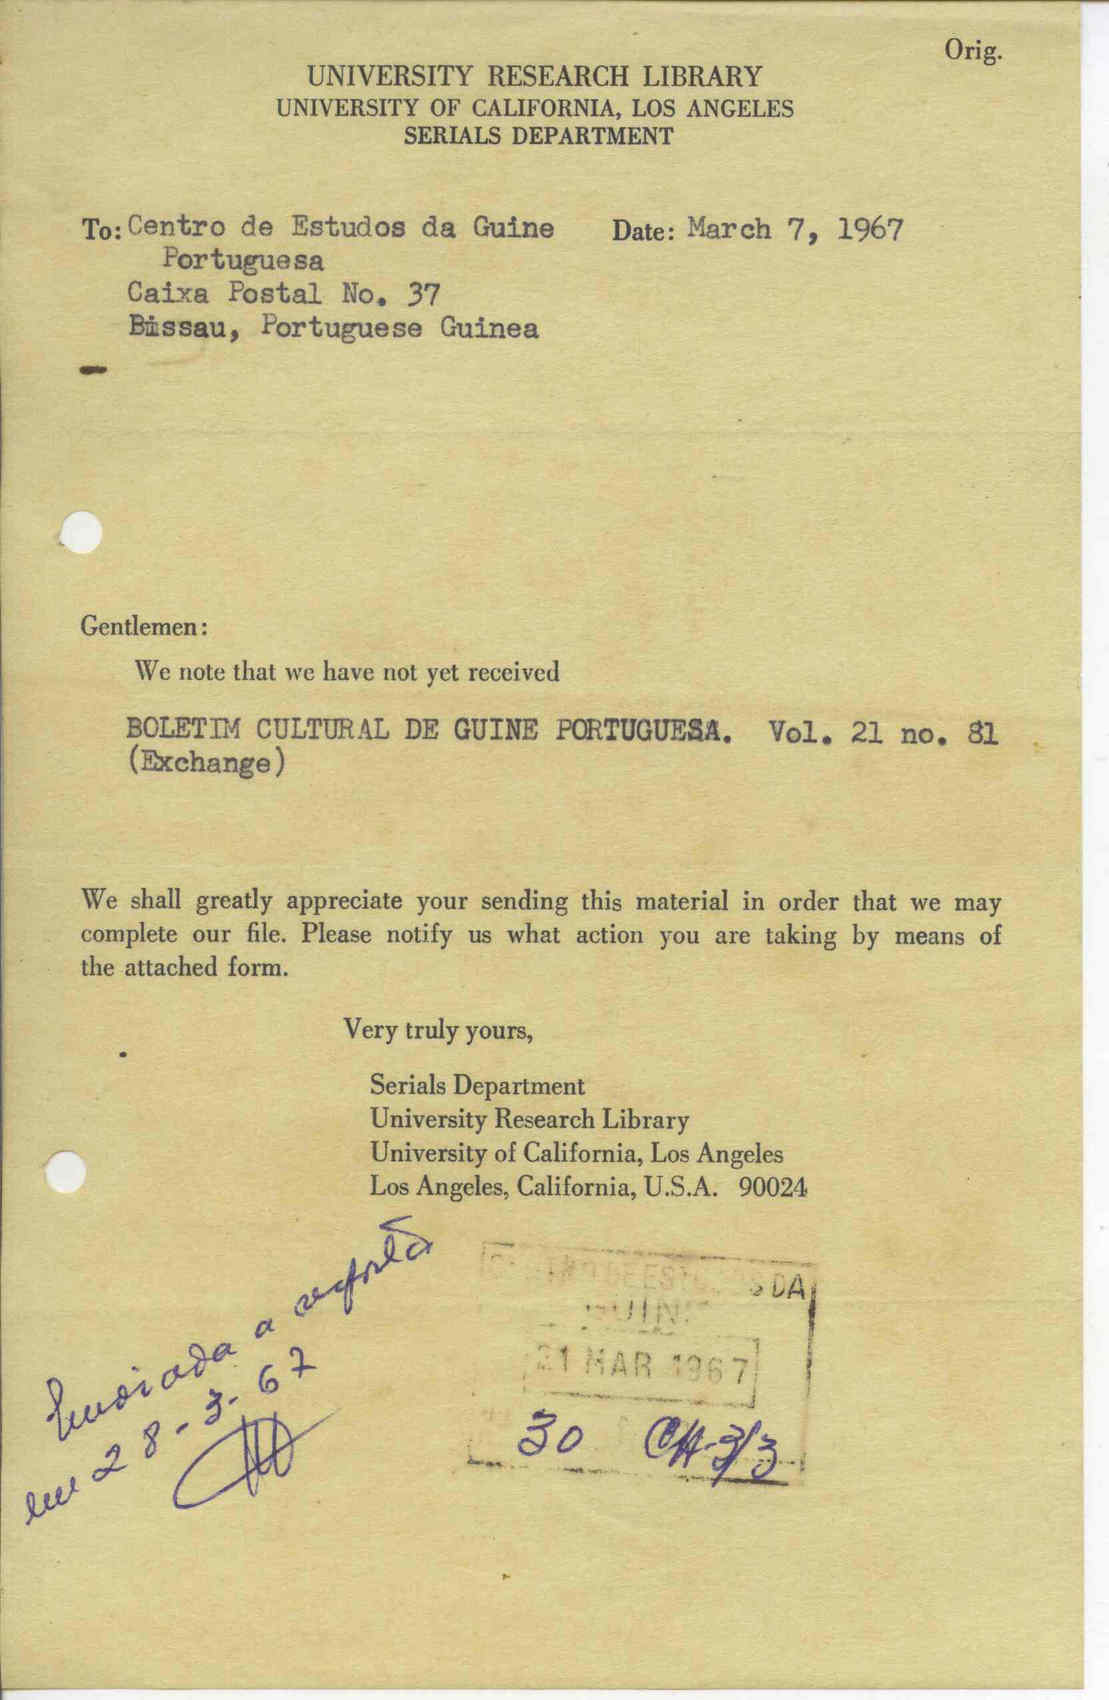 Orig.
UNIVERSITY RESEARCH LIBRARY
UNIVERSITY OF CALIFORNIA, LOS ANGELES
SERIALS DEPARTMENT
To: Centro de Estudos da Guine Date: March 7, 1967
Portuguesa
Caixa Postal No. 37
Bissau, Portuguese Guinea
Gentlemen:
We note that we have not yet received
BOLETIM CULTURAL DE GUINE PORTUGUESA. Vol. 21 no. 81
(Exchange)
We shall greatly appreciate your sending this material in order that we may
complete our file. Please notify us what action you are taking by means of
the attached form.
Very truly yours,
Serials Department
University Research Library
University of California, Los Angeles
Los Angeles, California, U.S.A. 90024
Enviada a
em 28-3-67
CENTRO DE ESTUDOS DA
GUINÉ
21 MAR 1967
30